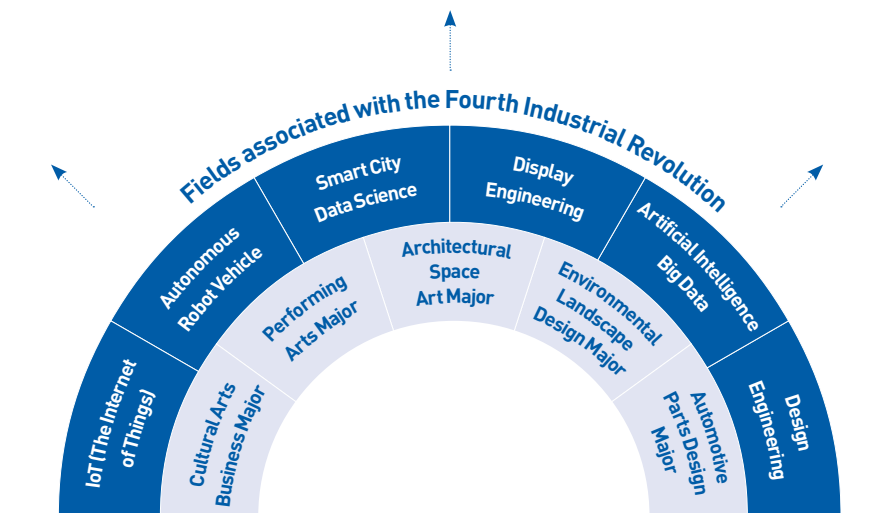 Fields associated with the Fourth Industrial Revolution
IoT (The Internet
of Things)
Autonomous
Robot Vehicle
Smart City
Data Science
Display
Engineering
Artificial Intelligence
Big Data
Design
Engineering
Cultural Arts
Business Major
Performing
Arts Major
Architectural
Space
Art Major
Environmental
Landscape
Design Major
Automotive
Parts Design
Major